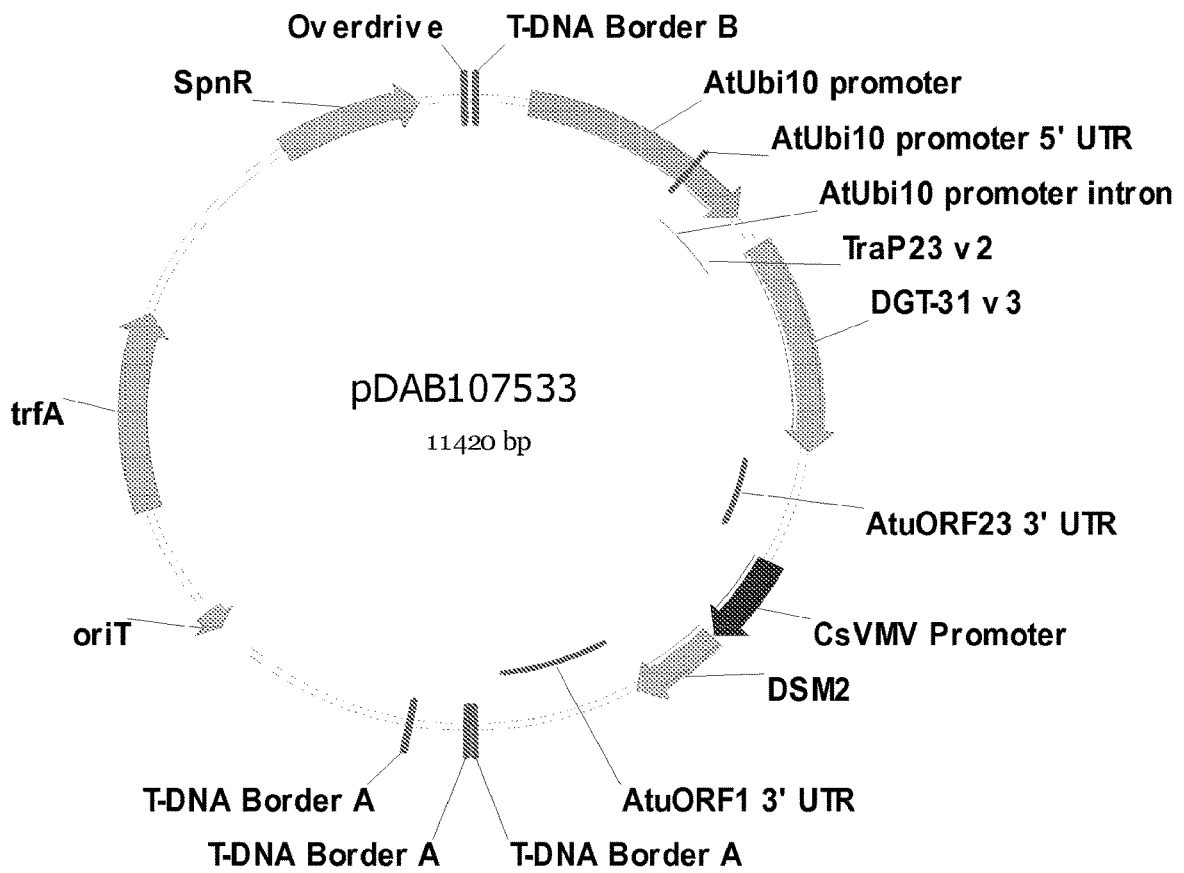 Overdrive
T-DNA Border B
SpnR
AtUbi10 promoter
AtUbi10 promoter 5' UTR
AtUbi10 promoter intron
TraP23 v2
DGT-31 v3
pDAB107533
11420 bp
trfA
AtuORF23 3' UTR
oriT
CsVMV Promoter
DSM2
T-DNA Border A
AtuORF1 3' UTR
T-DNA Border A
T-DNA Border A